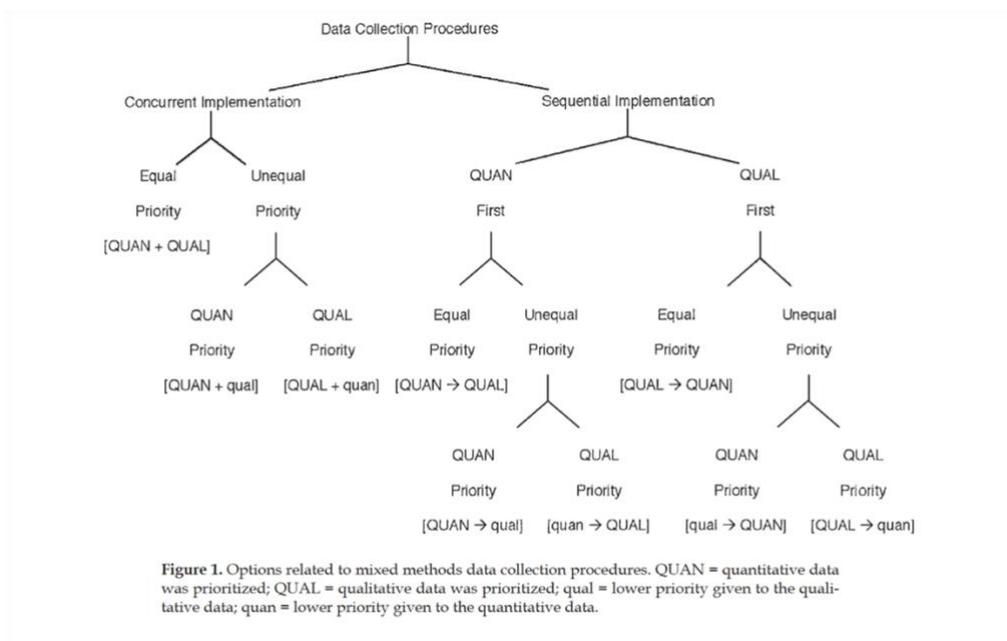 Data Collection Procedures
Concurrent Implementation
Sequential Implementation
Equal
Priority
[QUAN + QUAL]
Unequal
Priority
QUAN
First
QUAL
First
QUAN
Priority
[QUAN + qual]
QUAL
Priority
[QUAL + quan]
Equal
Priority
[QUAN → QUAL]
Unequal
Priority
Equal
Priority
[QUAL → QUAN]
Unequal
Priority
QUAN
Priority
[QUAN → qual]
QUAL
Priority
[quan → QUAL]
QUAN
Priority
[qual → QUAN]
QUAL
Priority
[QUAL → quan]
Figure 1. Options related to mixed methods data collection procedures. QUAN = quantitative data
was prioritized; QUAL = qualitative data was prioritized; qual = lower priority given to the quali-
tative data; quan = lower priority given to the quantitative data.